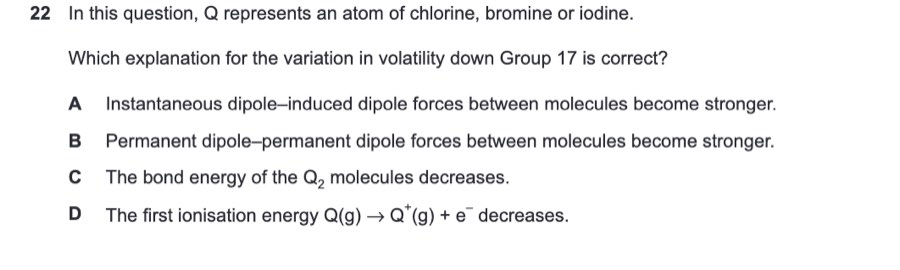 22 In this question, Q represents an atom of chlorine, bromine or iodine.
Which explanation for the variation in volatility down Group 17 is correct?
A Instantaneous dipole–induced dipole forces between molecules become stronger.
B Permanent dipole–permanent dipole forces between molecules become stronger.
C The bond energy of the Q₂ molecules decreases.
D The first ionisation energy Q(g) → Q⁺(g) + e⁻ decreases.